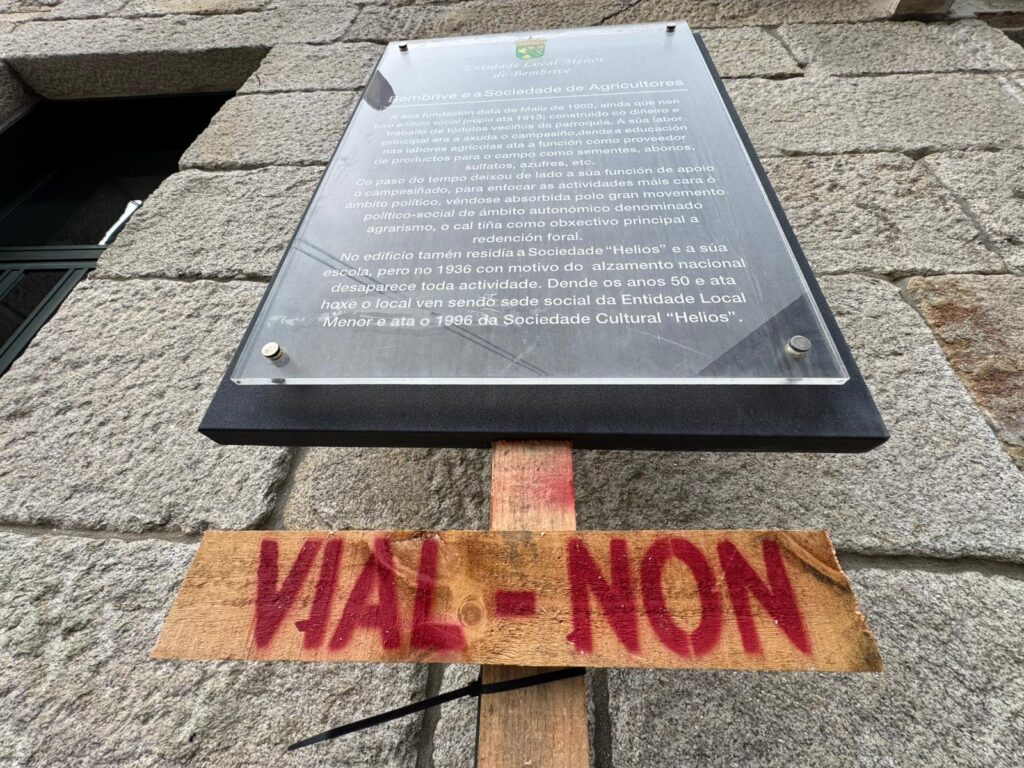 Entidade Local Menor
de Bembrive
Bembrive e a Sociedade de Agricultores
A súa fundación data de Maio de 1900, ainda que non
tivo edificio social propio ata 1913; construido co diñeiro e
traballo de tódolos veciños da parroquia. A súa labor
principal era a axuda o campesiño,dende a educación
nas labores agrícolas ata a función como proveedor
de productos para o campo como sementes, abonos,
sulfatos, azufres, etc.
Co paso do tempo deixou de lado a súa función de apoio
ó campesiñado, para enfocar as actividades máis cara ó
ámbito político, véndose absorbida polo gran movemento
político-social de ámbito autonómico denominado
agrarismo, o cal tiña como obxectivo principal a
redención foral.
No edificio tamén residía a Sociedade "Helios" e a súa
escola, pero no 1936 con motivo do alzamento nacional
desaparece toda actividade. Dende os anos 50 e ata
hoxe o local ven sendo sede social da Entidade Local
Menor e ata o 1996 da Sociedade Cultural "Helios".
VIAL - NON